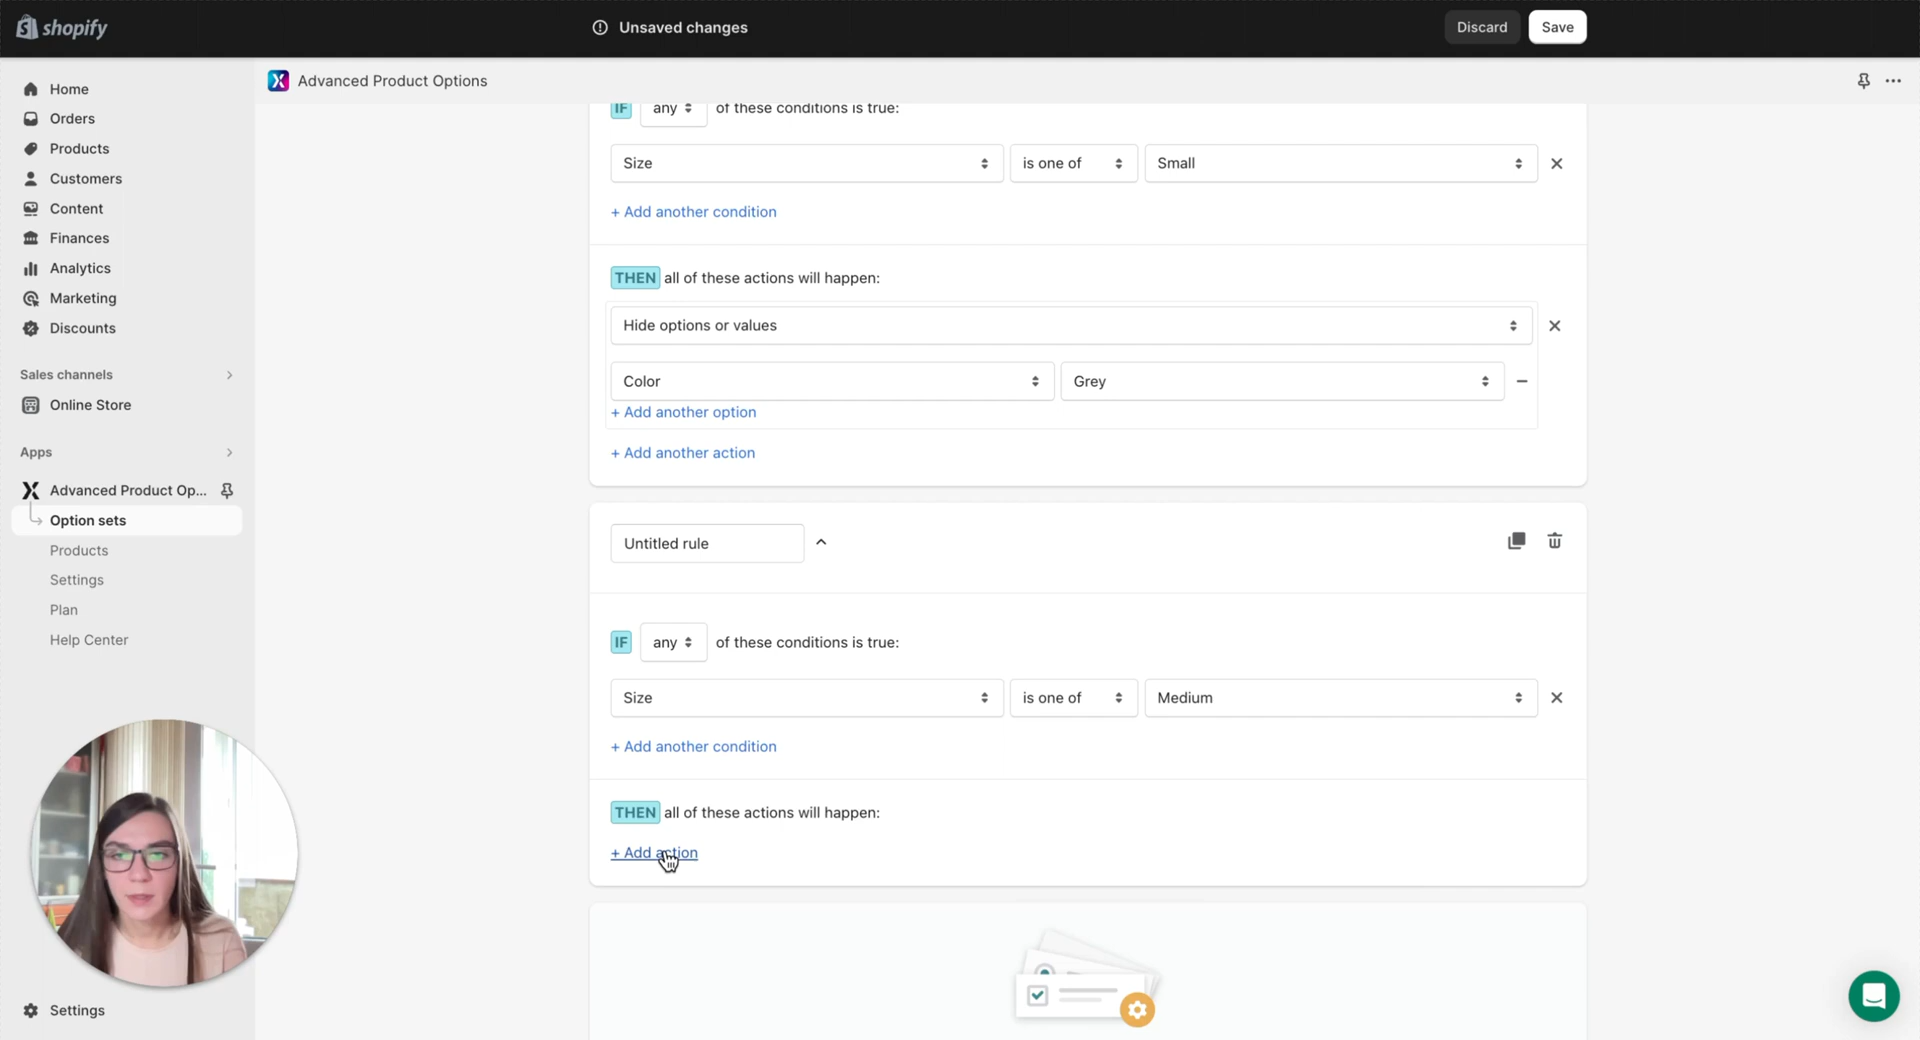 shopify
Unsaved changes
Discard
Save
Home
Orders
Products
Customers
Content
Finances
Analytics
Marketing
Discounts
Sales channels
Online Store
Apps
Advanced Product Op...
Option sets
Products
Settings
Plan
Help Center
Settings
Advanced Product Options
IF any of these conditions is true:
Size is one of Small
+ Add another condition
THEN all of these actions will happen:
Hide options or values
Color Grey
+ Add another option
+ Add another action
Untitled rule
IF any of these conditions is true:
Size is one of Medium
+ Add another condition
THEN all of these actions will happen:
+ Add action